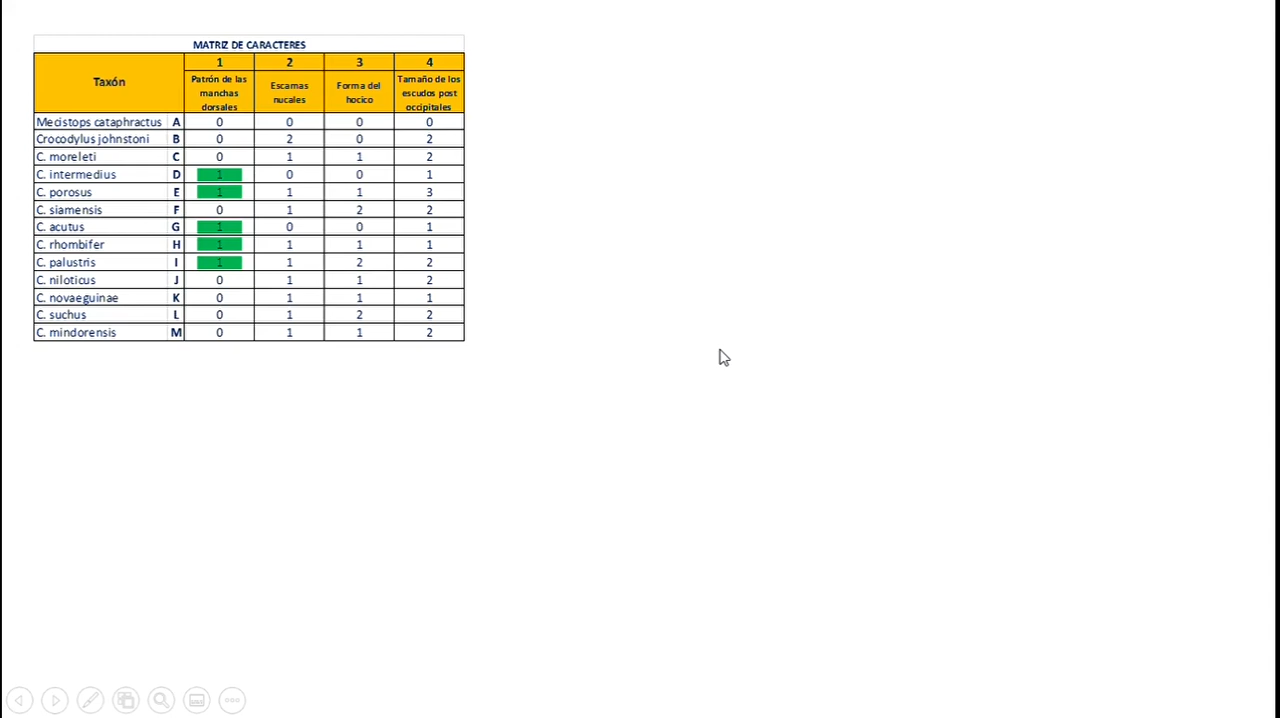 MATRIZ DE CARACTERES
Taxón 1 2 3 4
Patrón de las manchas dorsales Escamas nucales Forma del hocico Tamaño de los escudos post occipitales
Mecistops cataphractus A 0 0 0 0
Crocodylus johnstoni B 0 2 0 2
C. moreleti C 0 1 1 2
C. intermedius D 1 0 0 1
C. porosus E 1 1 1 3
C. siamensis F 0 1 2 2
C. acutus G 1 0 0 1
C. rhombifer H 1 1 1 1
C. palustris I 1 1 2 2
C. niloticus J 0 1 1 2
C. novaeguinae K 0 1 1 1
C. suchus L 0 1 2 2
C. mindorensis M 0 1 1 2